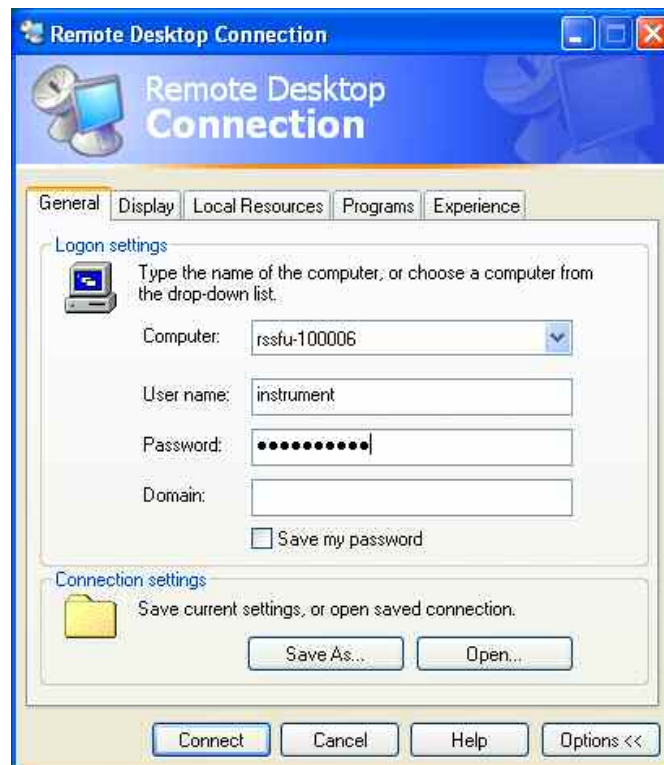 Remote Desktop Connection
Remote Desktop
Connection
General Display Local Resources Programs Experience
Logon settings
Type the name of the computer, or choose a computer from
the drop-down list.
Computer: rssfu-100006
User name: instrument
Password: ●●●●●●●●●●
Domain:
Save my password
Connection settings
Save current settings, or open saved connection.
Save As... Open...
Connect Cancel Help Options <<